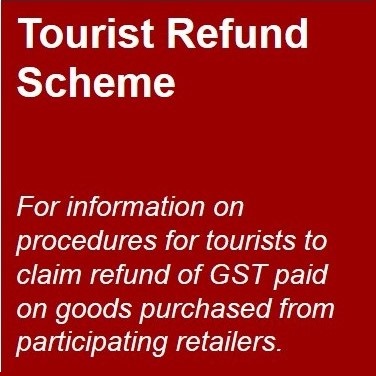 Tourist Refund
Scheme
For information on
procedures for tourists to
claim refund of GST paid
on goods purchased from
participating retailers.